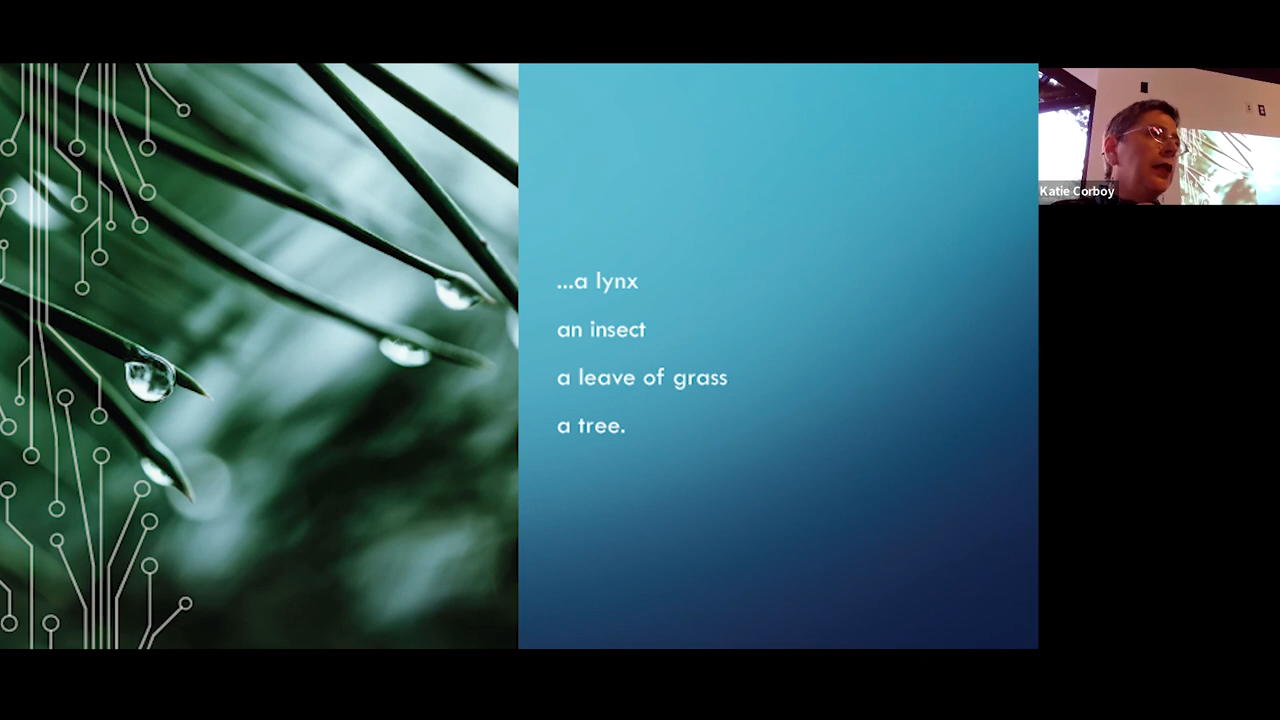 ...a lynx
an insect
a leave of grass
a tree.
Katie Corboy